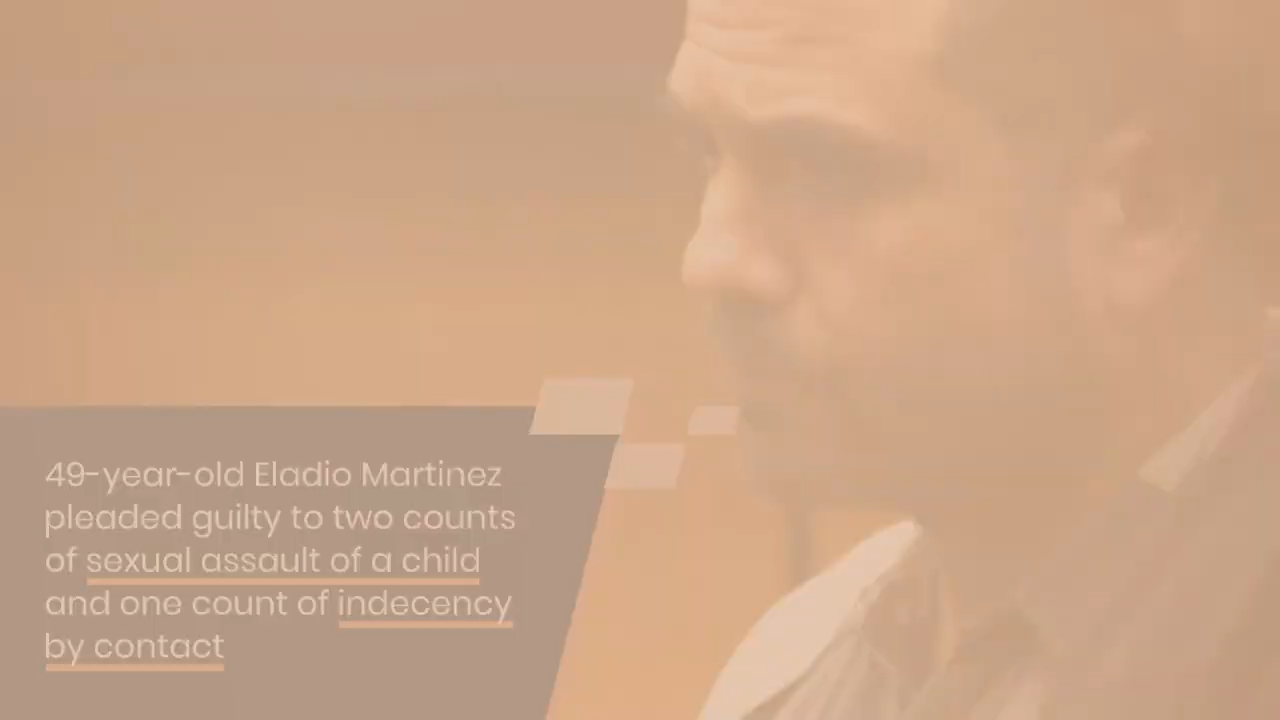 49-year-old Eladio Martinez
pleaded guilty to two counts
of sexual assault of a child
and one count of indecency
by contact